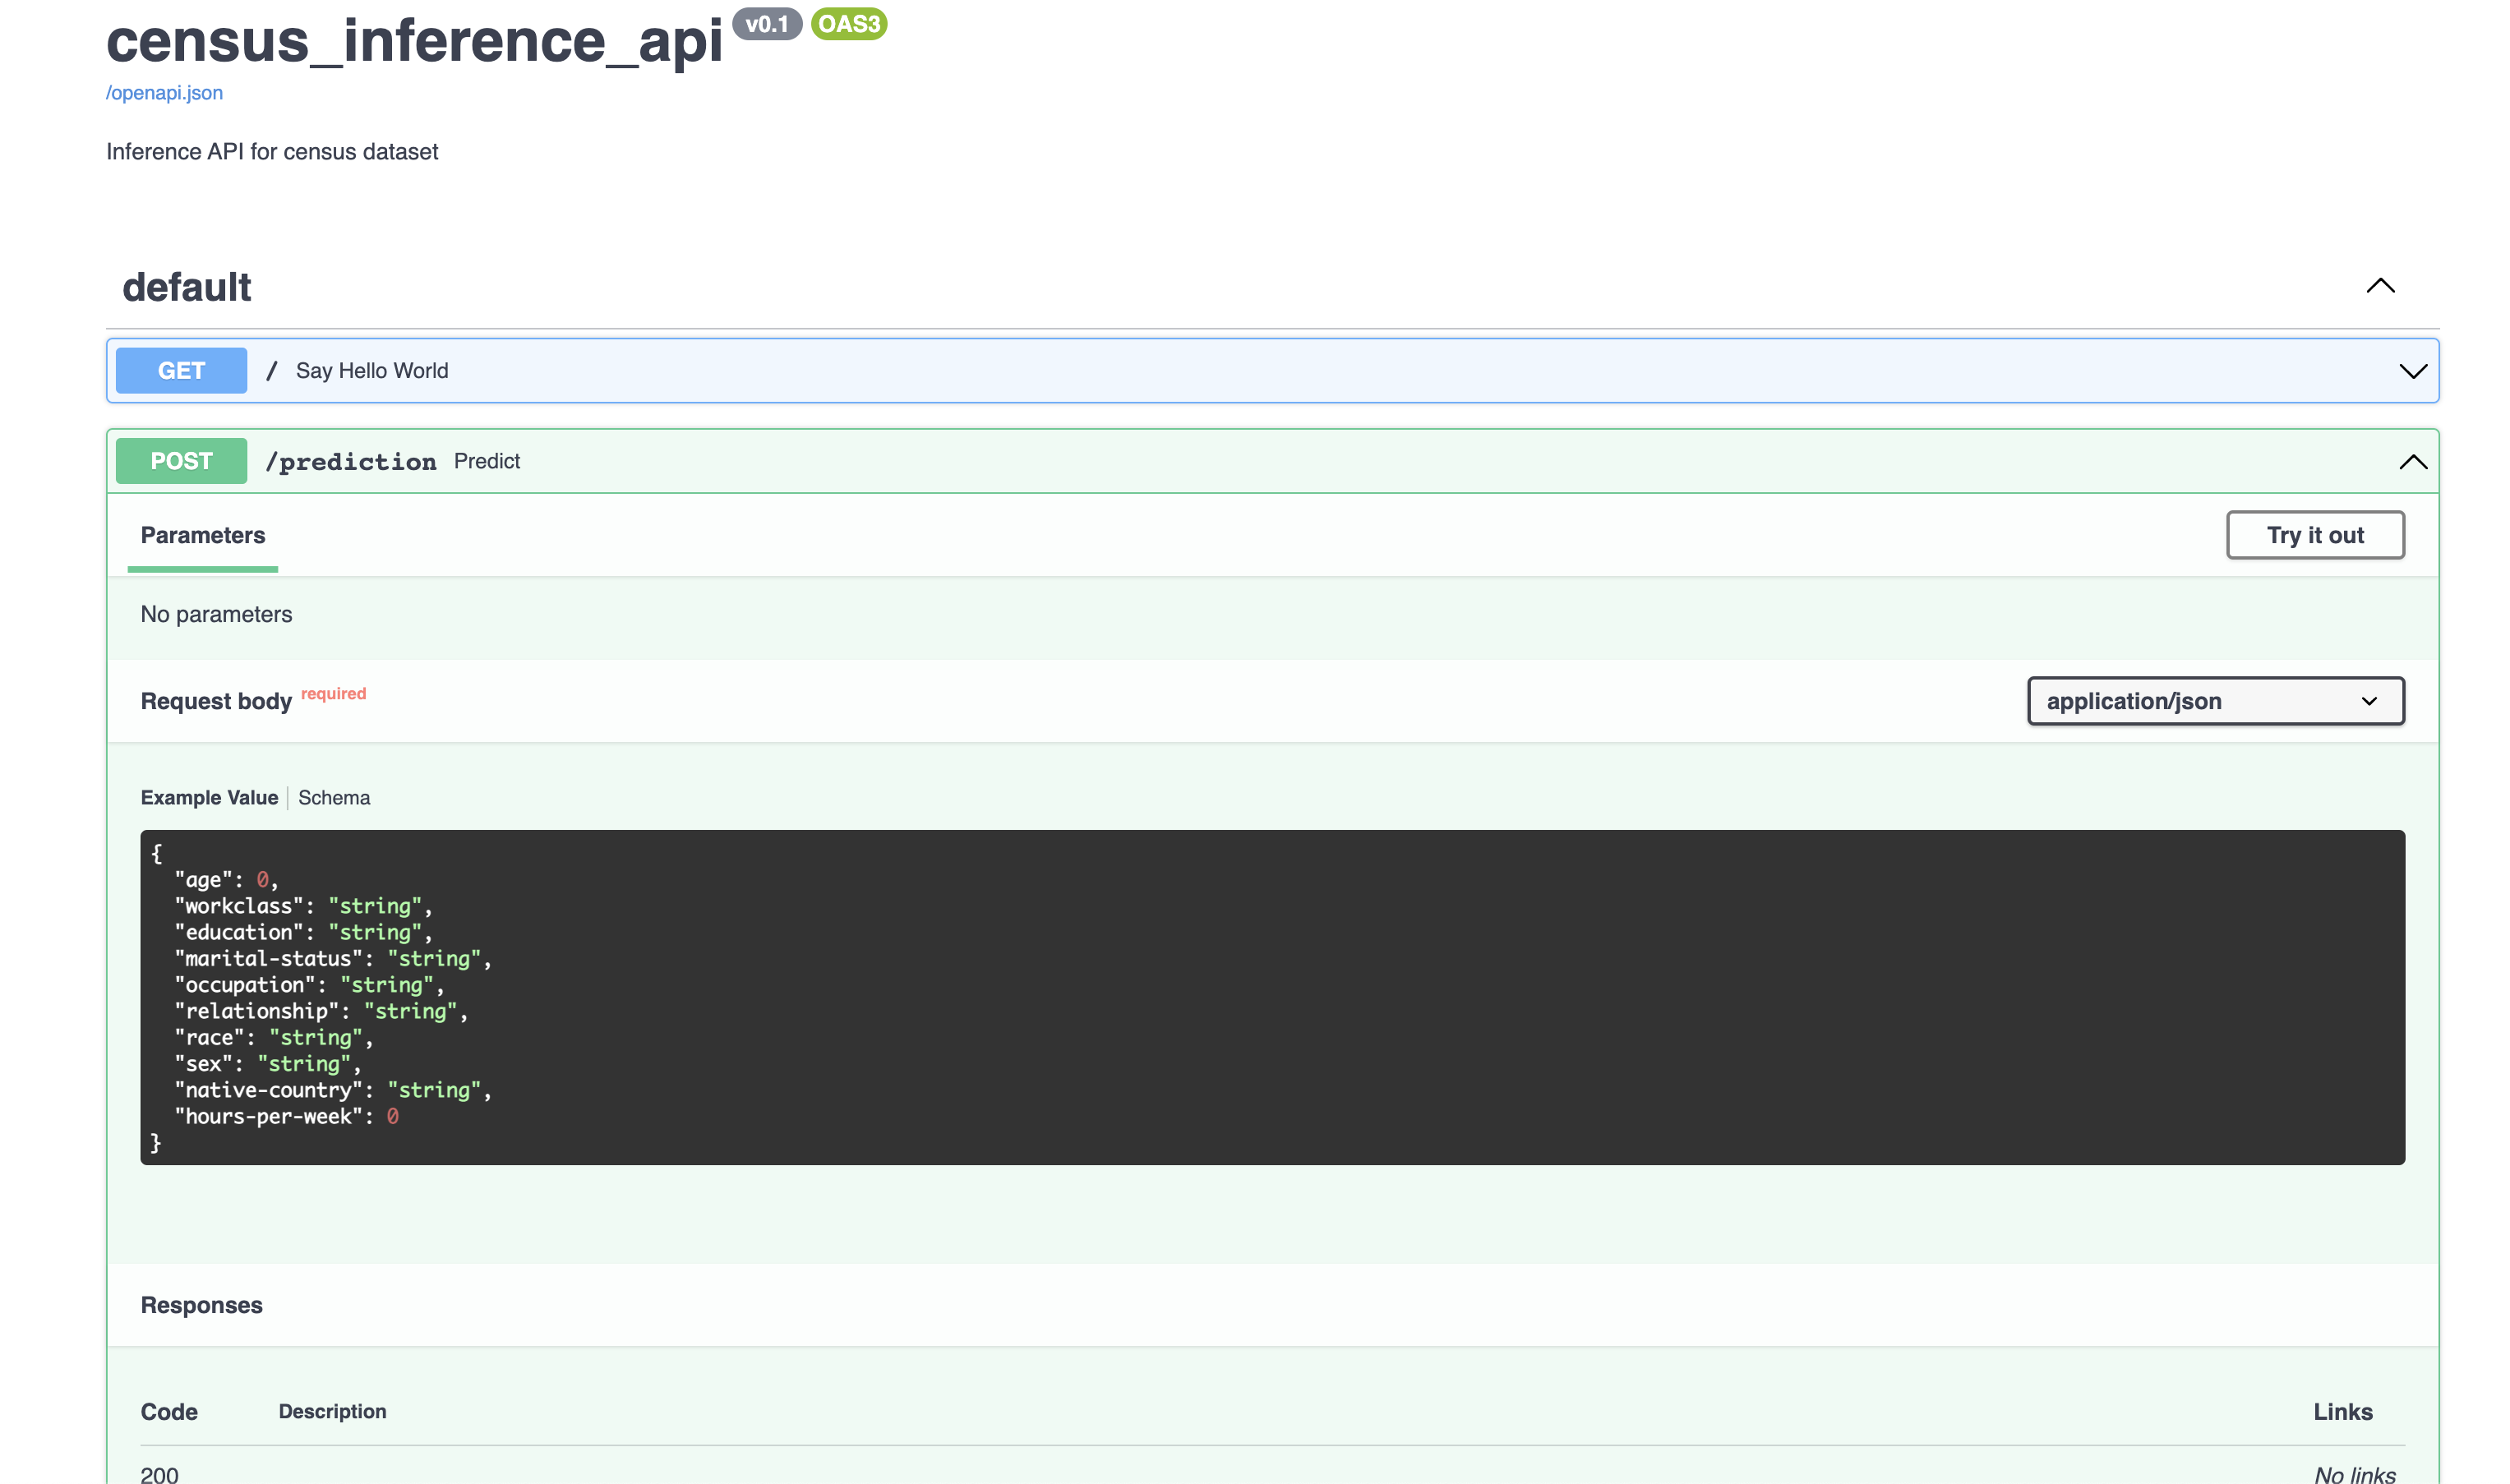 census_inference_api v0.1 OAS3
/openapi.json
Inference API for census dataset
default
GET / Say Hello World
POST /prediction Predict
Parameters
Try it out
No parameters
Request body required
application/json
Example Value Schema
{
  "age": 0,
  "workclass": "string",
  "education": "string",
  "marital-status": "string",
  "occupation": "string",
  "relationship": "string",
  "race": "string",
  "sex": "string",
  "native-country": "string",
  "hours-per-week": 0
}
Responses
Code Description Links
200 No links